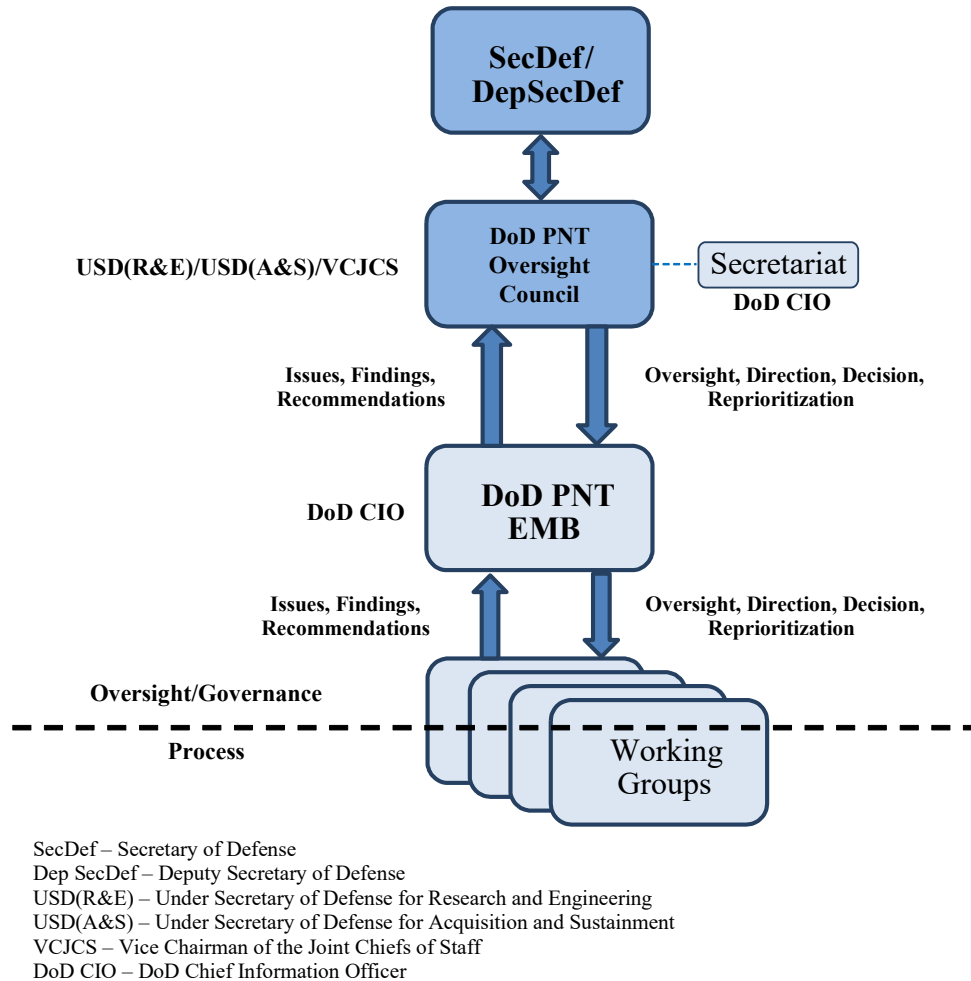 SecDef/
DepSecDef
DoD PNT
Oversight
Council
USD(R&E)/USD(A&S)/VCJCS
Secretariat
DoD CIO
Issues, Findings,
Recommendations
Oversight, Direction, Decision,
Reprioritization
DoD CIO
DoD PNT
EMB
Issues, Findings,
Recommendations
Oversight, Direction, Decision,
Reprioritization
Oversight/Governance
Process
Working
Groups
SecDef – Secretary of Defense
Dep SecDef – Deputy Secretary of Defense
USD(R&E) – Under Secretary of Defense for Research and Engineering
USD(A&S) – Under Secretary of Defense for Acquisition and Sustainment
VCJCS – Vice Chairman of the Joint Chiefs of Staff
DoD CIO – DoD Chief Information Officer